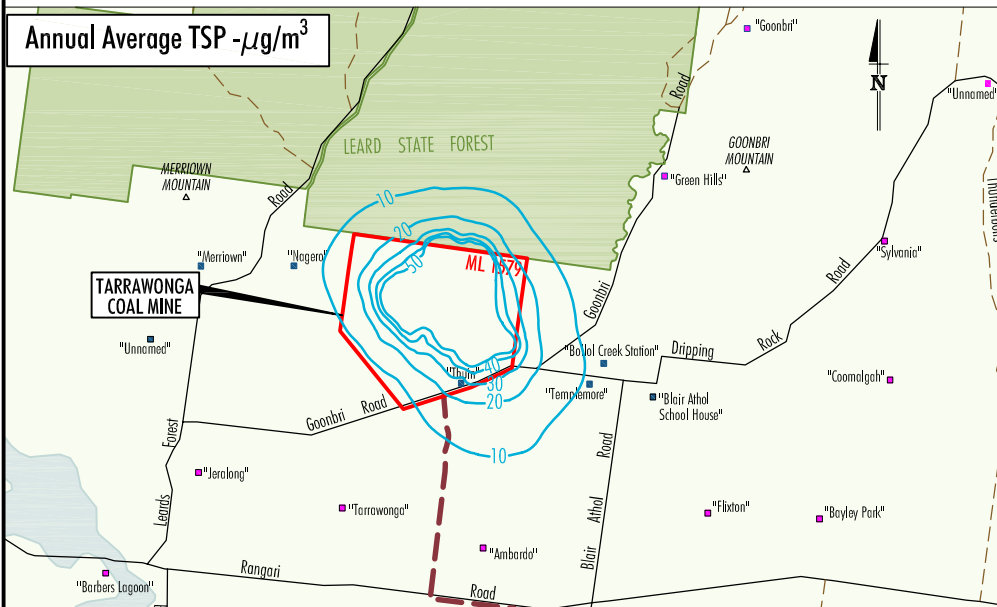 Annual Average TSP -μg/m³
"Goonbri"
N
"Unnamed"
Road
LEARD STATE FOREST
GOONBRI
MOUNTAIN
MERRIOWN
MOUNTAIN
"Green Hills"
10
Road
20
"Merriown"
"Nagero"
50
ML 1579
"Sylvania"
Road
TARRAWONGA
COAL MINE
Goonbri
Rock
"Unnamed"
"Bollol Creek Station"
Dripping
40
"Thuin"
30
20
"Templemore"
"Coomalgah"
"Blair Athol
School House"
Goonbri Road
Forest
Road
10
"Jeralong"
Leards
"Tarrawonga"
Athol
"Flixton"
"Bayley Park"
"Ambardo"
Blair
Rangari
Road
"Barbers Lagoon"